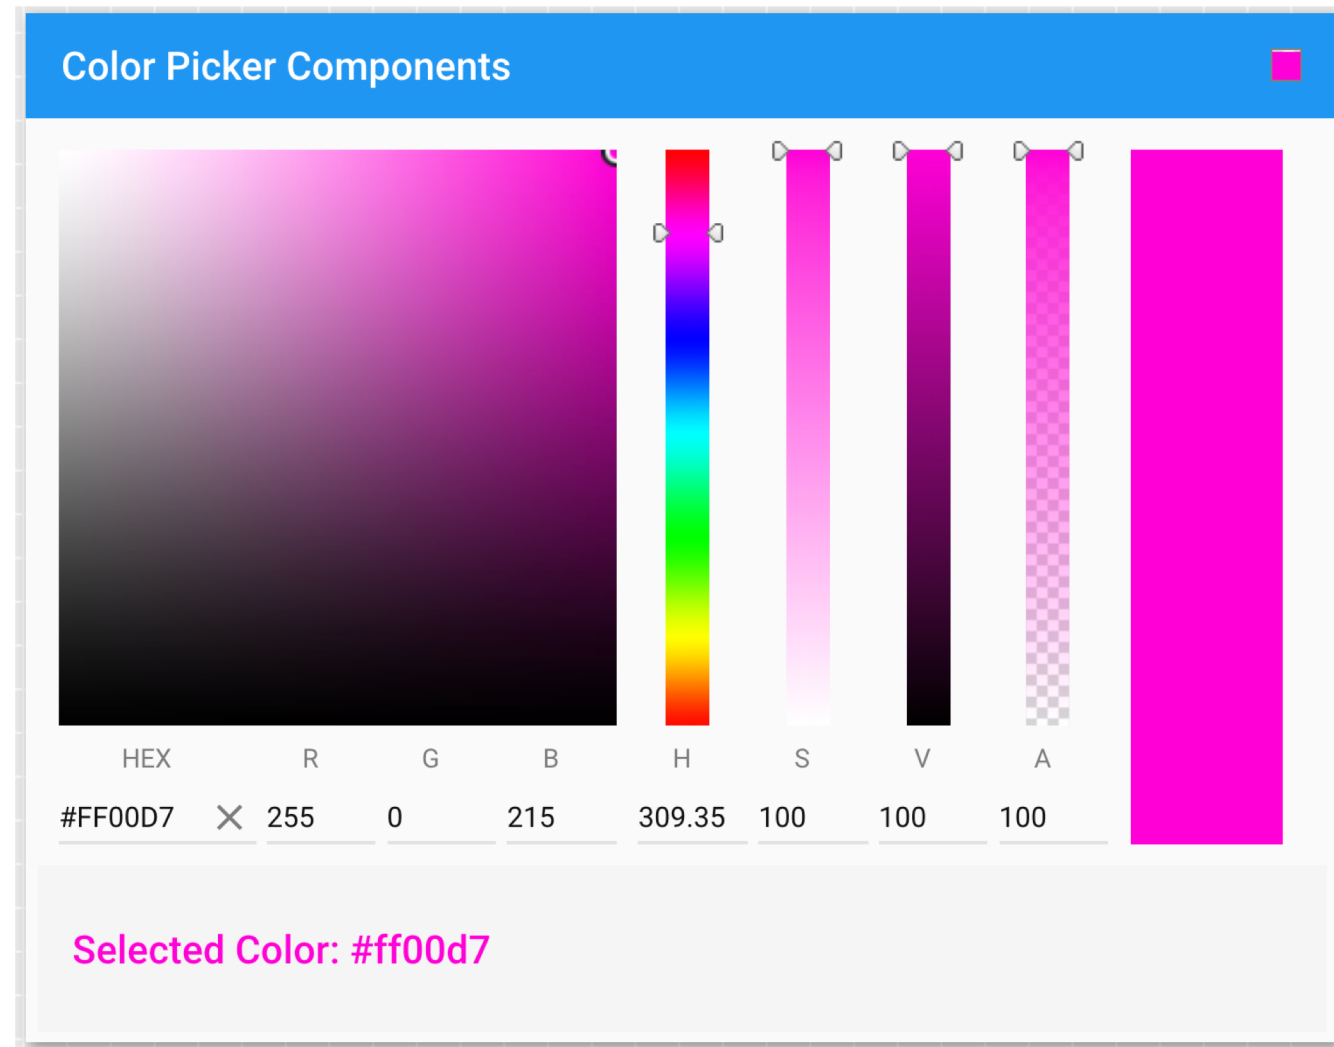 Color Picker Components
HEX R G B H S V A
#FF00D7 255 0 215 309.35 100 100 100
Selected Color: #ff00d7